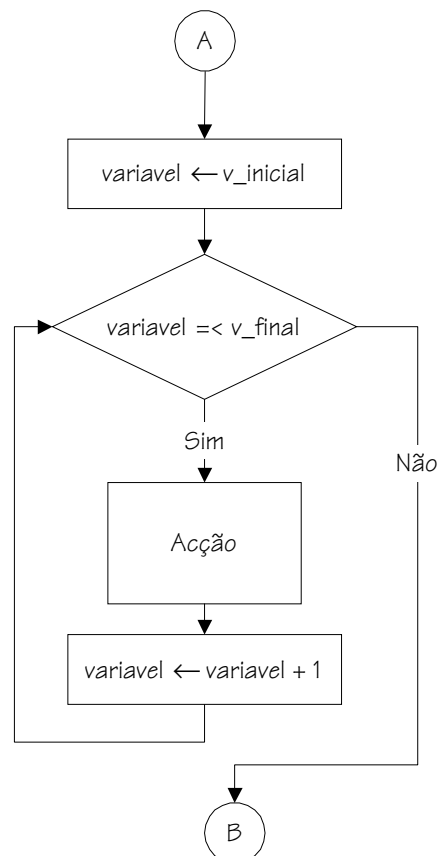 A
variavel ← v_inicial
variavel =< v_final
Sim
Não
Acção
variavel ← variavel + 1
B